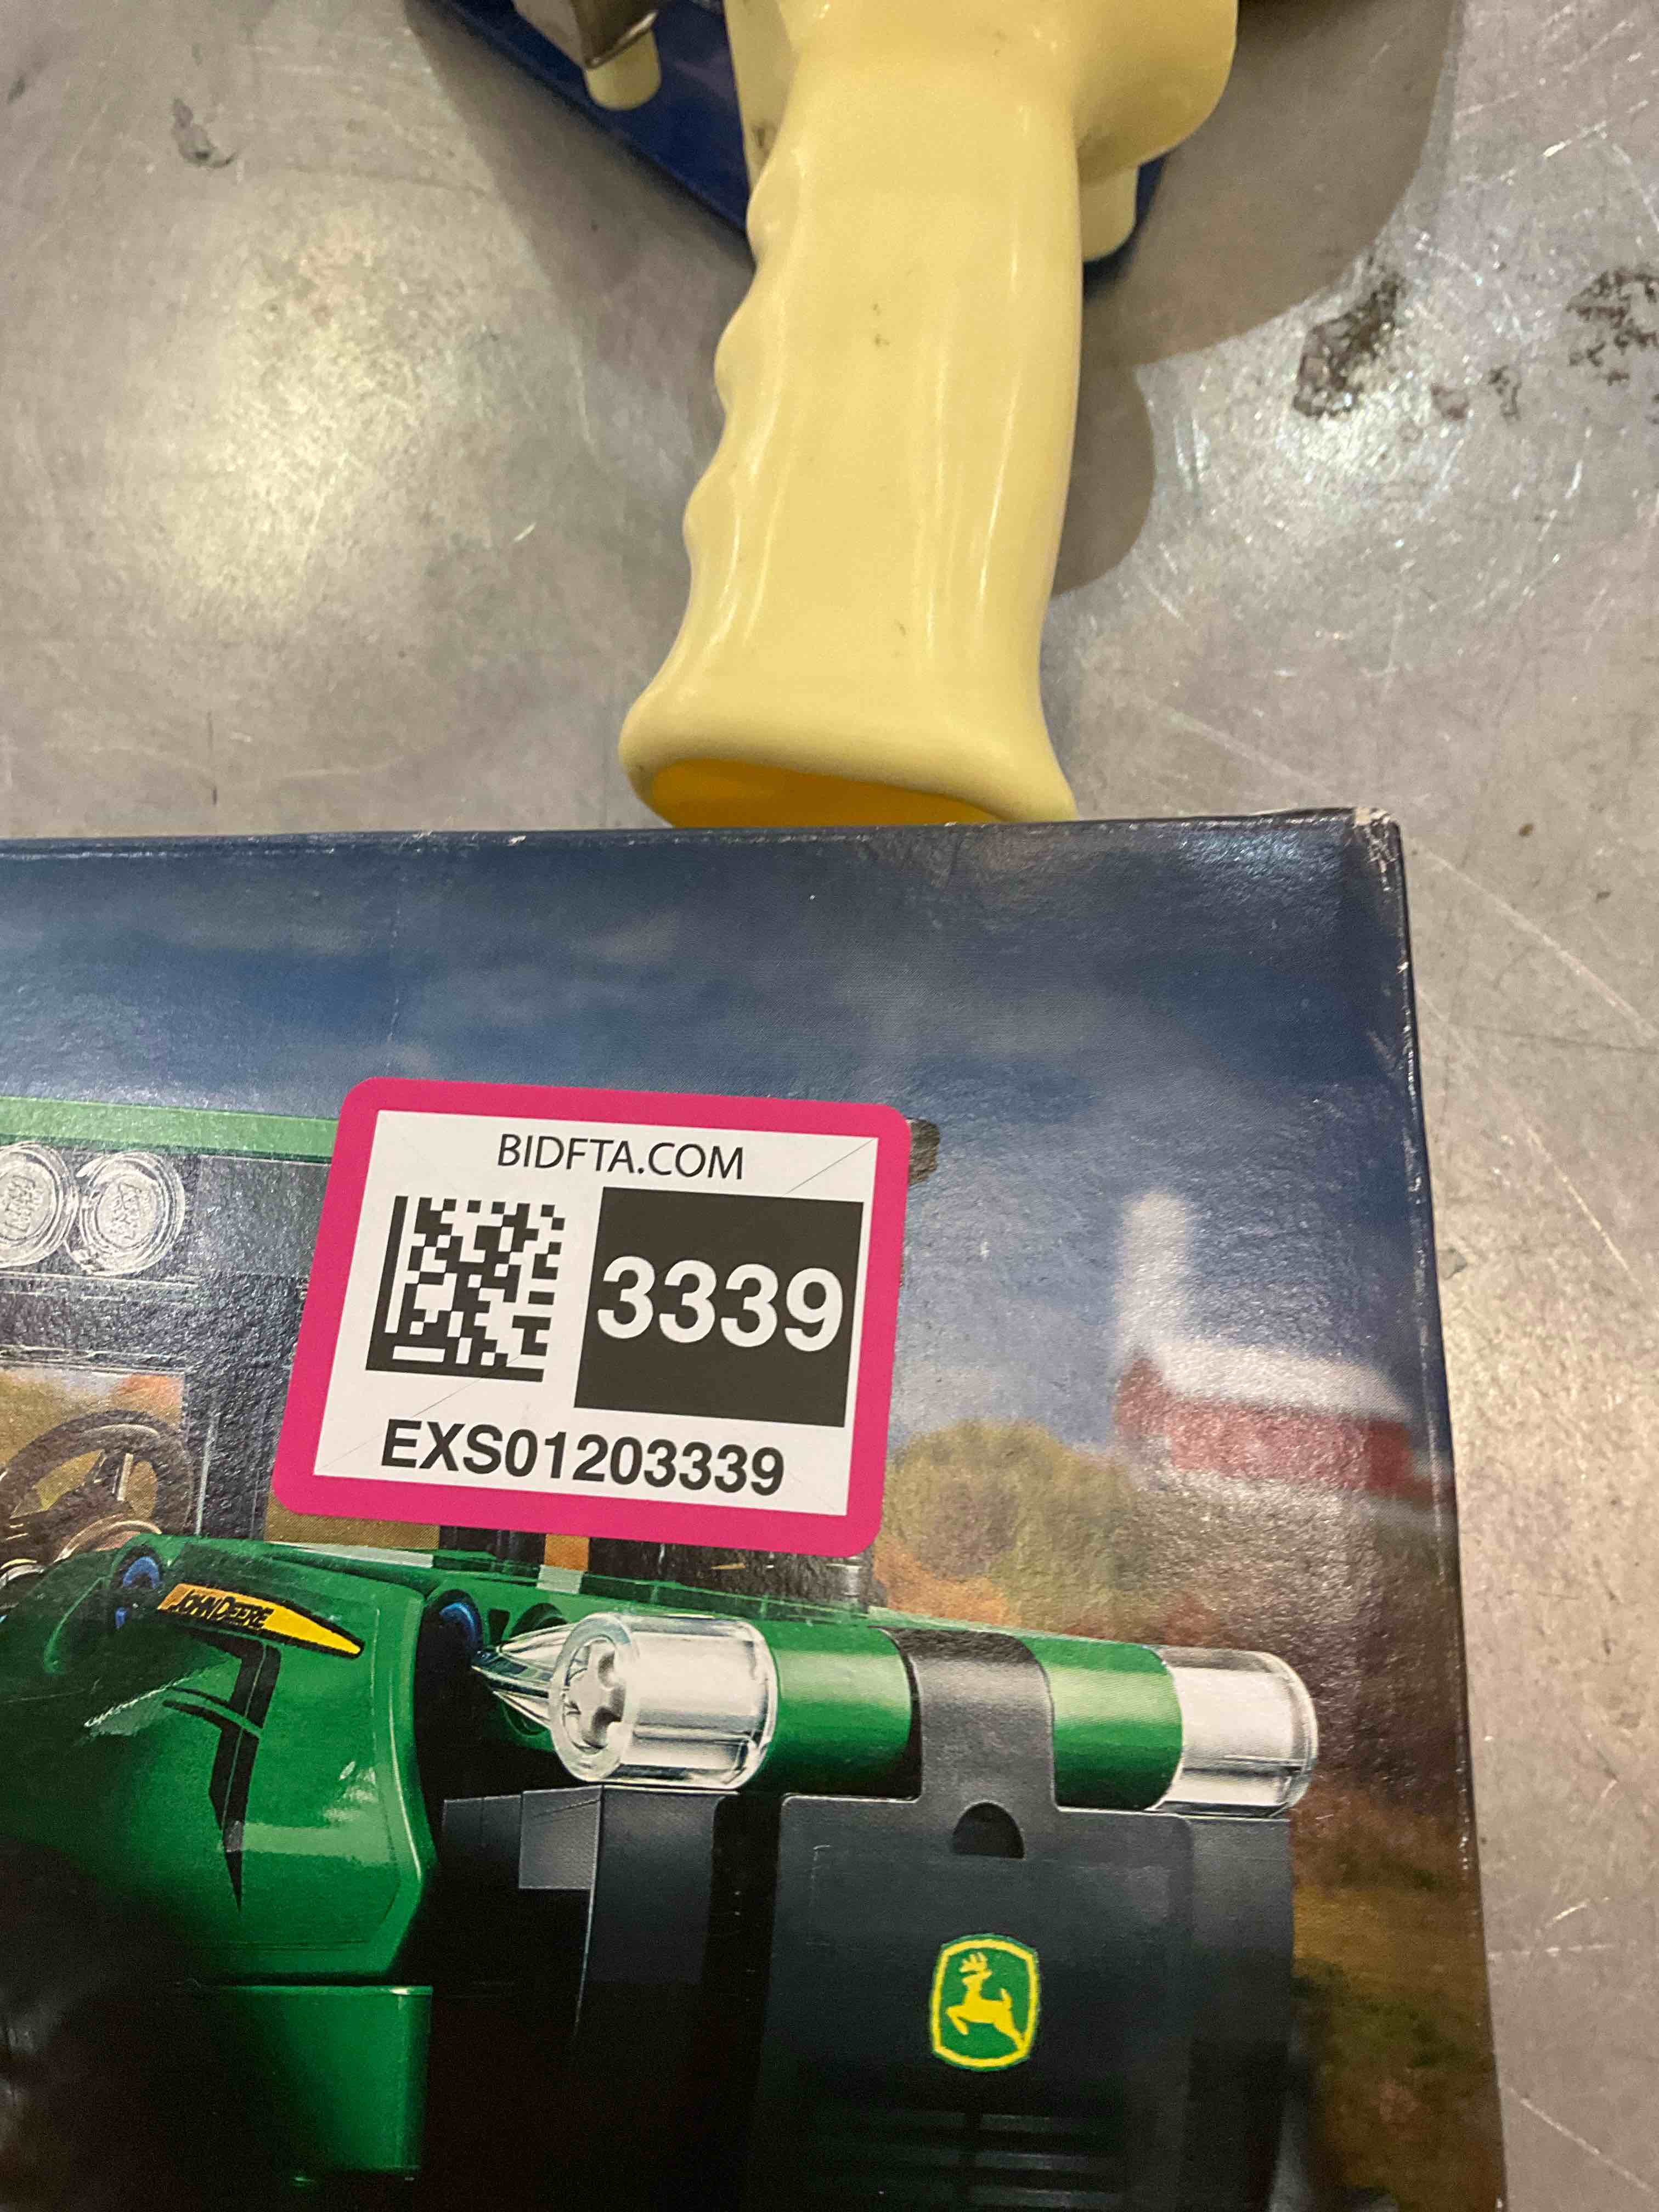 BIDFTA.COM
3339
EXS01203339
JOHN DEERE